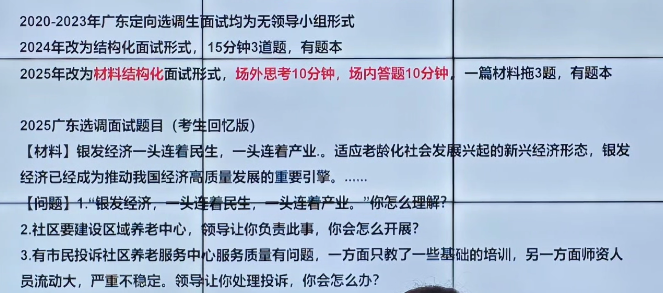 2020-2023年广东定向选调生面试均为无领导小组形式
2024年改为结构化面试形式，15分钟3道题，有题本
2025年改为材料结构化面试形式，场外思考10分钟，场内答题10分钟，一篇材料拖3题，有题本
2025广东选调面试题目（考生回忆版）
【材料】银发经济一头连着民生，一头连着产业.。适应老龄化社会发展兴起的新兴经济形态，银发
经济已经成为推动我国经济高质量发展的重要引擎。......
【问题】1.“银发经济，一头连着民生，一头连着产业。”你怎么理解？
2.社区要建设区域养老中心，领导让你负责此事，你会怎么开展？
3.有市民投诉社区养老服务中心服务质量有问题，一方面只教了一些基础的培训，另一方面师资人
员流动大，严重不稳定。领导让你处理投诉，你会怎么办？